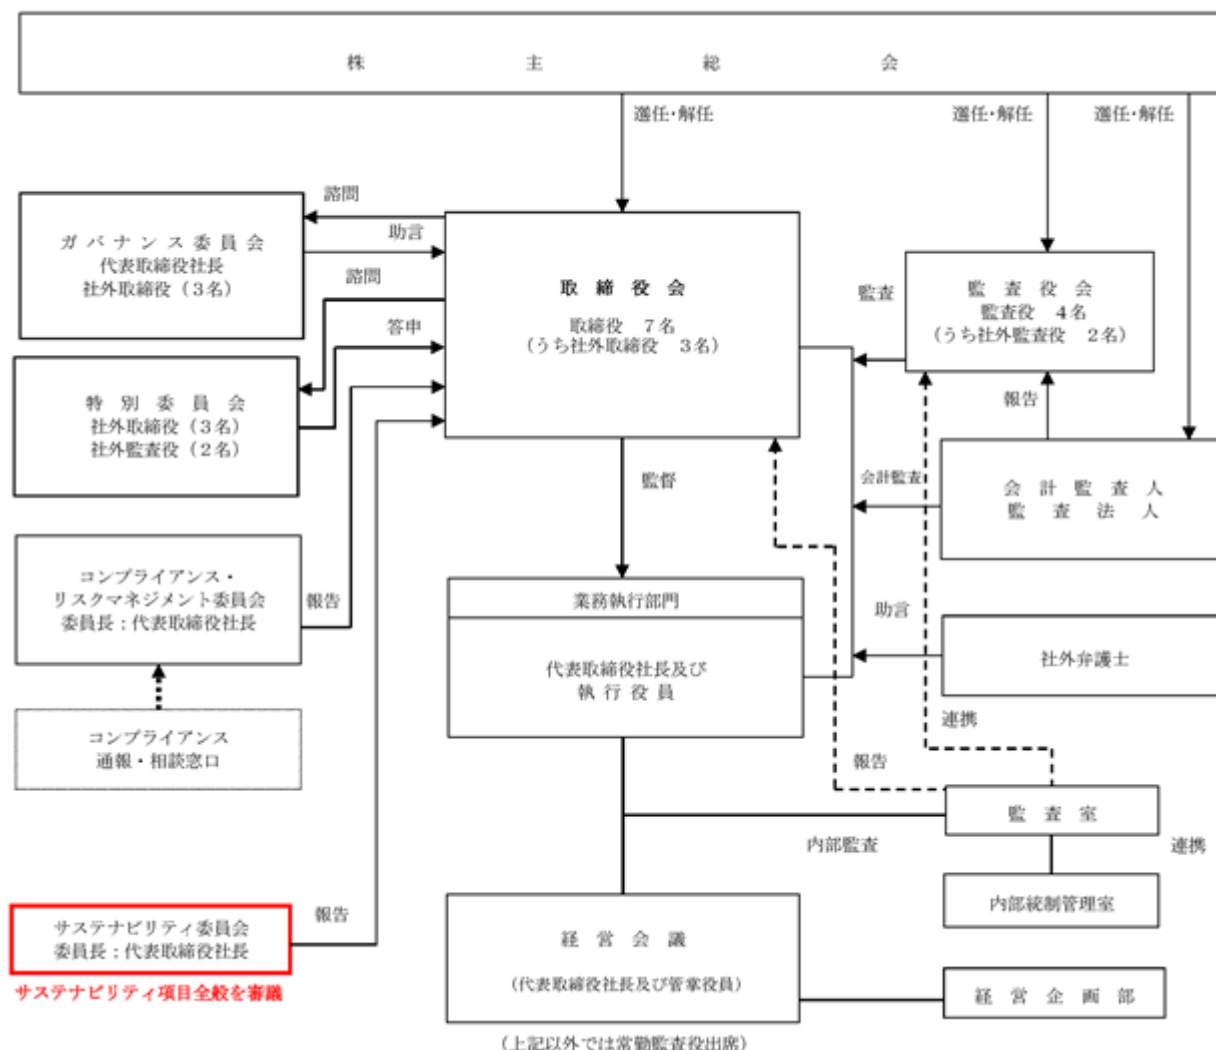 株主総会
選任・解任
選任・解任
選任・解任
諮問
助言
ガバナンス委員会
代表取締役社長
社外取締役（3名）
諮問
答申
取締役会
取締役　7名
（うち社外取締役　3名）
監査
監査役会
監査役　4名
（うち社外監査役　2名）
特別委員会
社外取締役（3名）
社外監査役（2名）
報告
監督
会計監査
会計監査人
監査法人
コンプライアンス・
リスクマネジメント委員会
委員長：代表取締役社長
報告
業務執行部門
代表取締役社長及び
執行役員
助言
社外弁護士
コンプライアンス
通報・相談窓口
連携
報告
監査室
内部監査
連携
内部統制管理室
サステナビリティ委員会
委員長：代表取締役社長
報告
サステナビリティ項目全般を審議
経営会議
（代表取締役社長及び管掌役員）
経営企画部
（上記以外では常勤監査役出席）